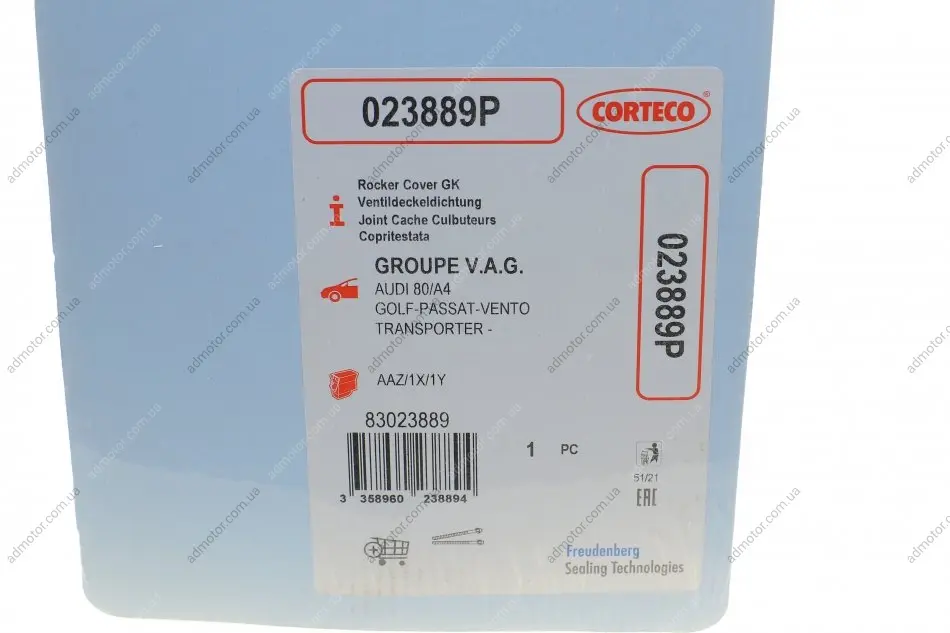 023889P
CORTECO®
Rocker Cover GK
Ventildeckeldichtung
Joint Cache Culbuteurs
Copritestata
GROUPE V.A.G.
AUDI 80/A4
GOLF-PASSAT-VENTO
TRANSPORTER -
023889P
AAZ/1X/1Y
83023889
1 PC
3 358960 238894
51/21
EAC
Freudenberg
Sealing Technologies
admotor.com.ua